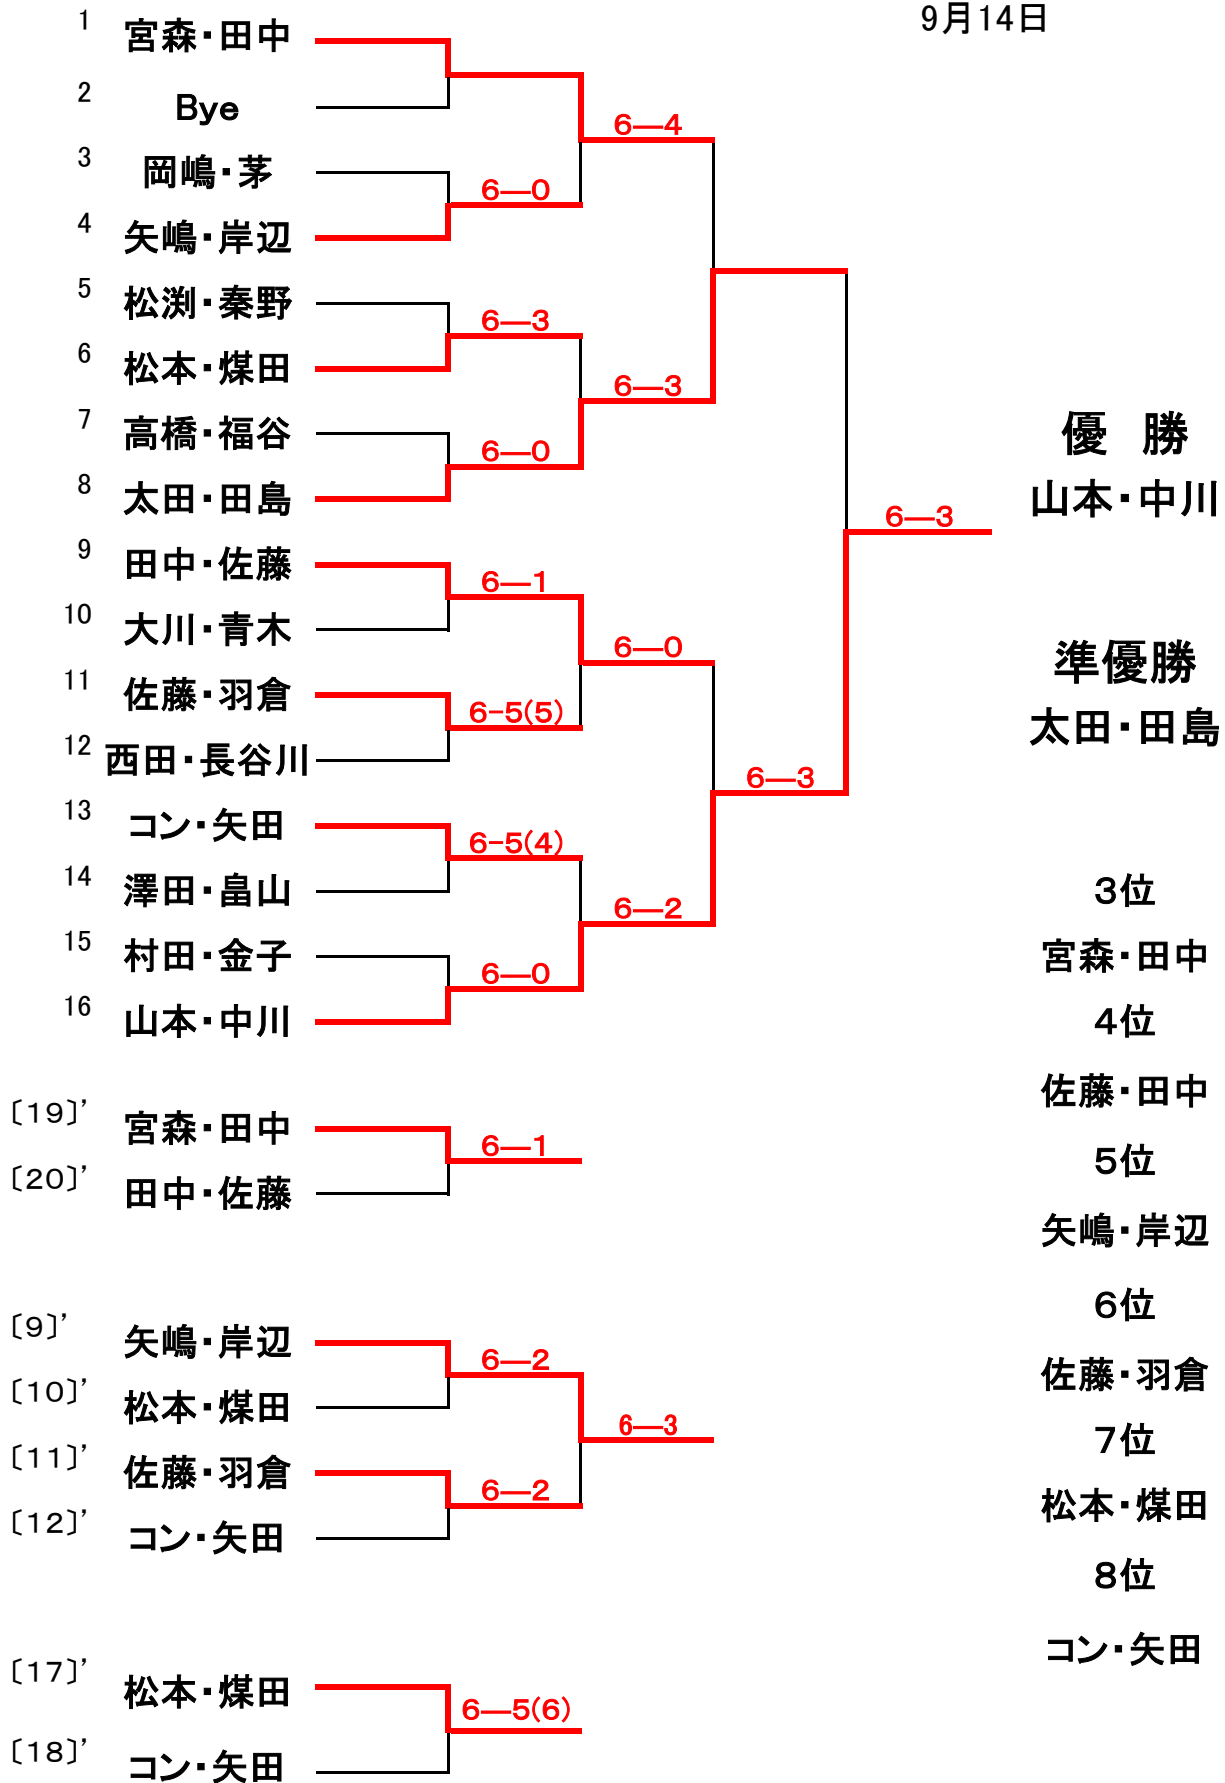 9月14日
1 宮森・田中
2 Bye
6―4
3 岡嶋・茅
6―0
4 矢嶋・岸辺
5 松渕・秦野
6―3
6 松本・煤田
6―3
7 高橋・福谷
6―0
8 太田・田島
優　勝
山本・中川
6―3
9 田中・佐藤
6―1
10 大川・青木
6―0
11 佐藤・羽倉
6-5(5)
12 西田・長谷川
準優勝
太田・田島
6―3
13 コン・矢田
6-5(4)
14 澤田・畠山
6―2
15 村田・金子
6―0
16 山本・中川
3位
宮森・田中
4位
佐藤・田中
5位
矢嶋・岸辺
6位
佐藤・羽倉
7位
松本・煤田
8位
コン・矢田
〔19〕’ 宮森・田中
6―1
〔20〕’ 田中・佐藤
〔9〕’ 矢嶋・岸辺
6―2
〔10〕’ 松本・煤田
6―3
〔11〕’ 佐藤・羽倉
6―2
〔12〕’ コン・矢田
〔17〕’ 松本・煤田
6―5(6)
〔18〕’ コン・矢田